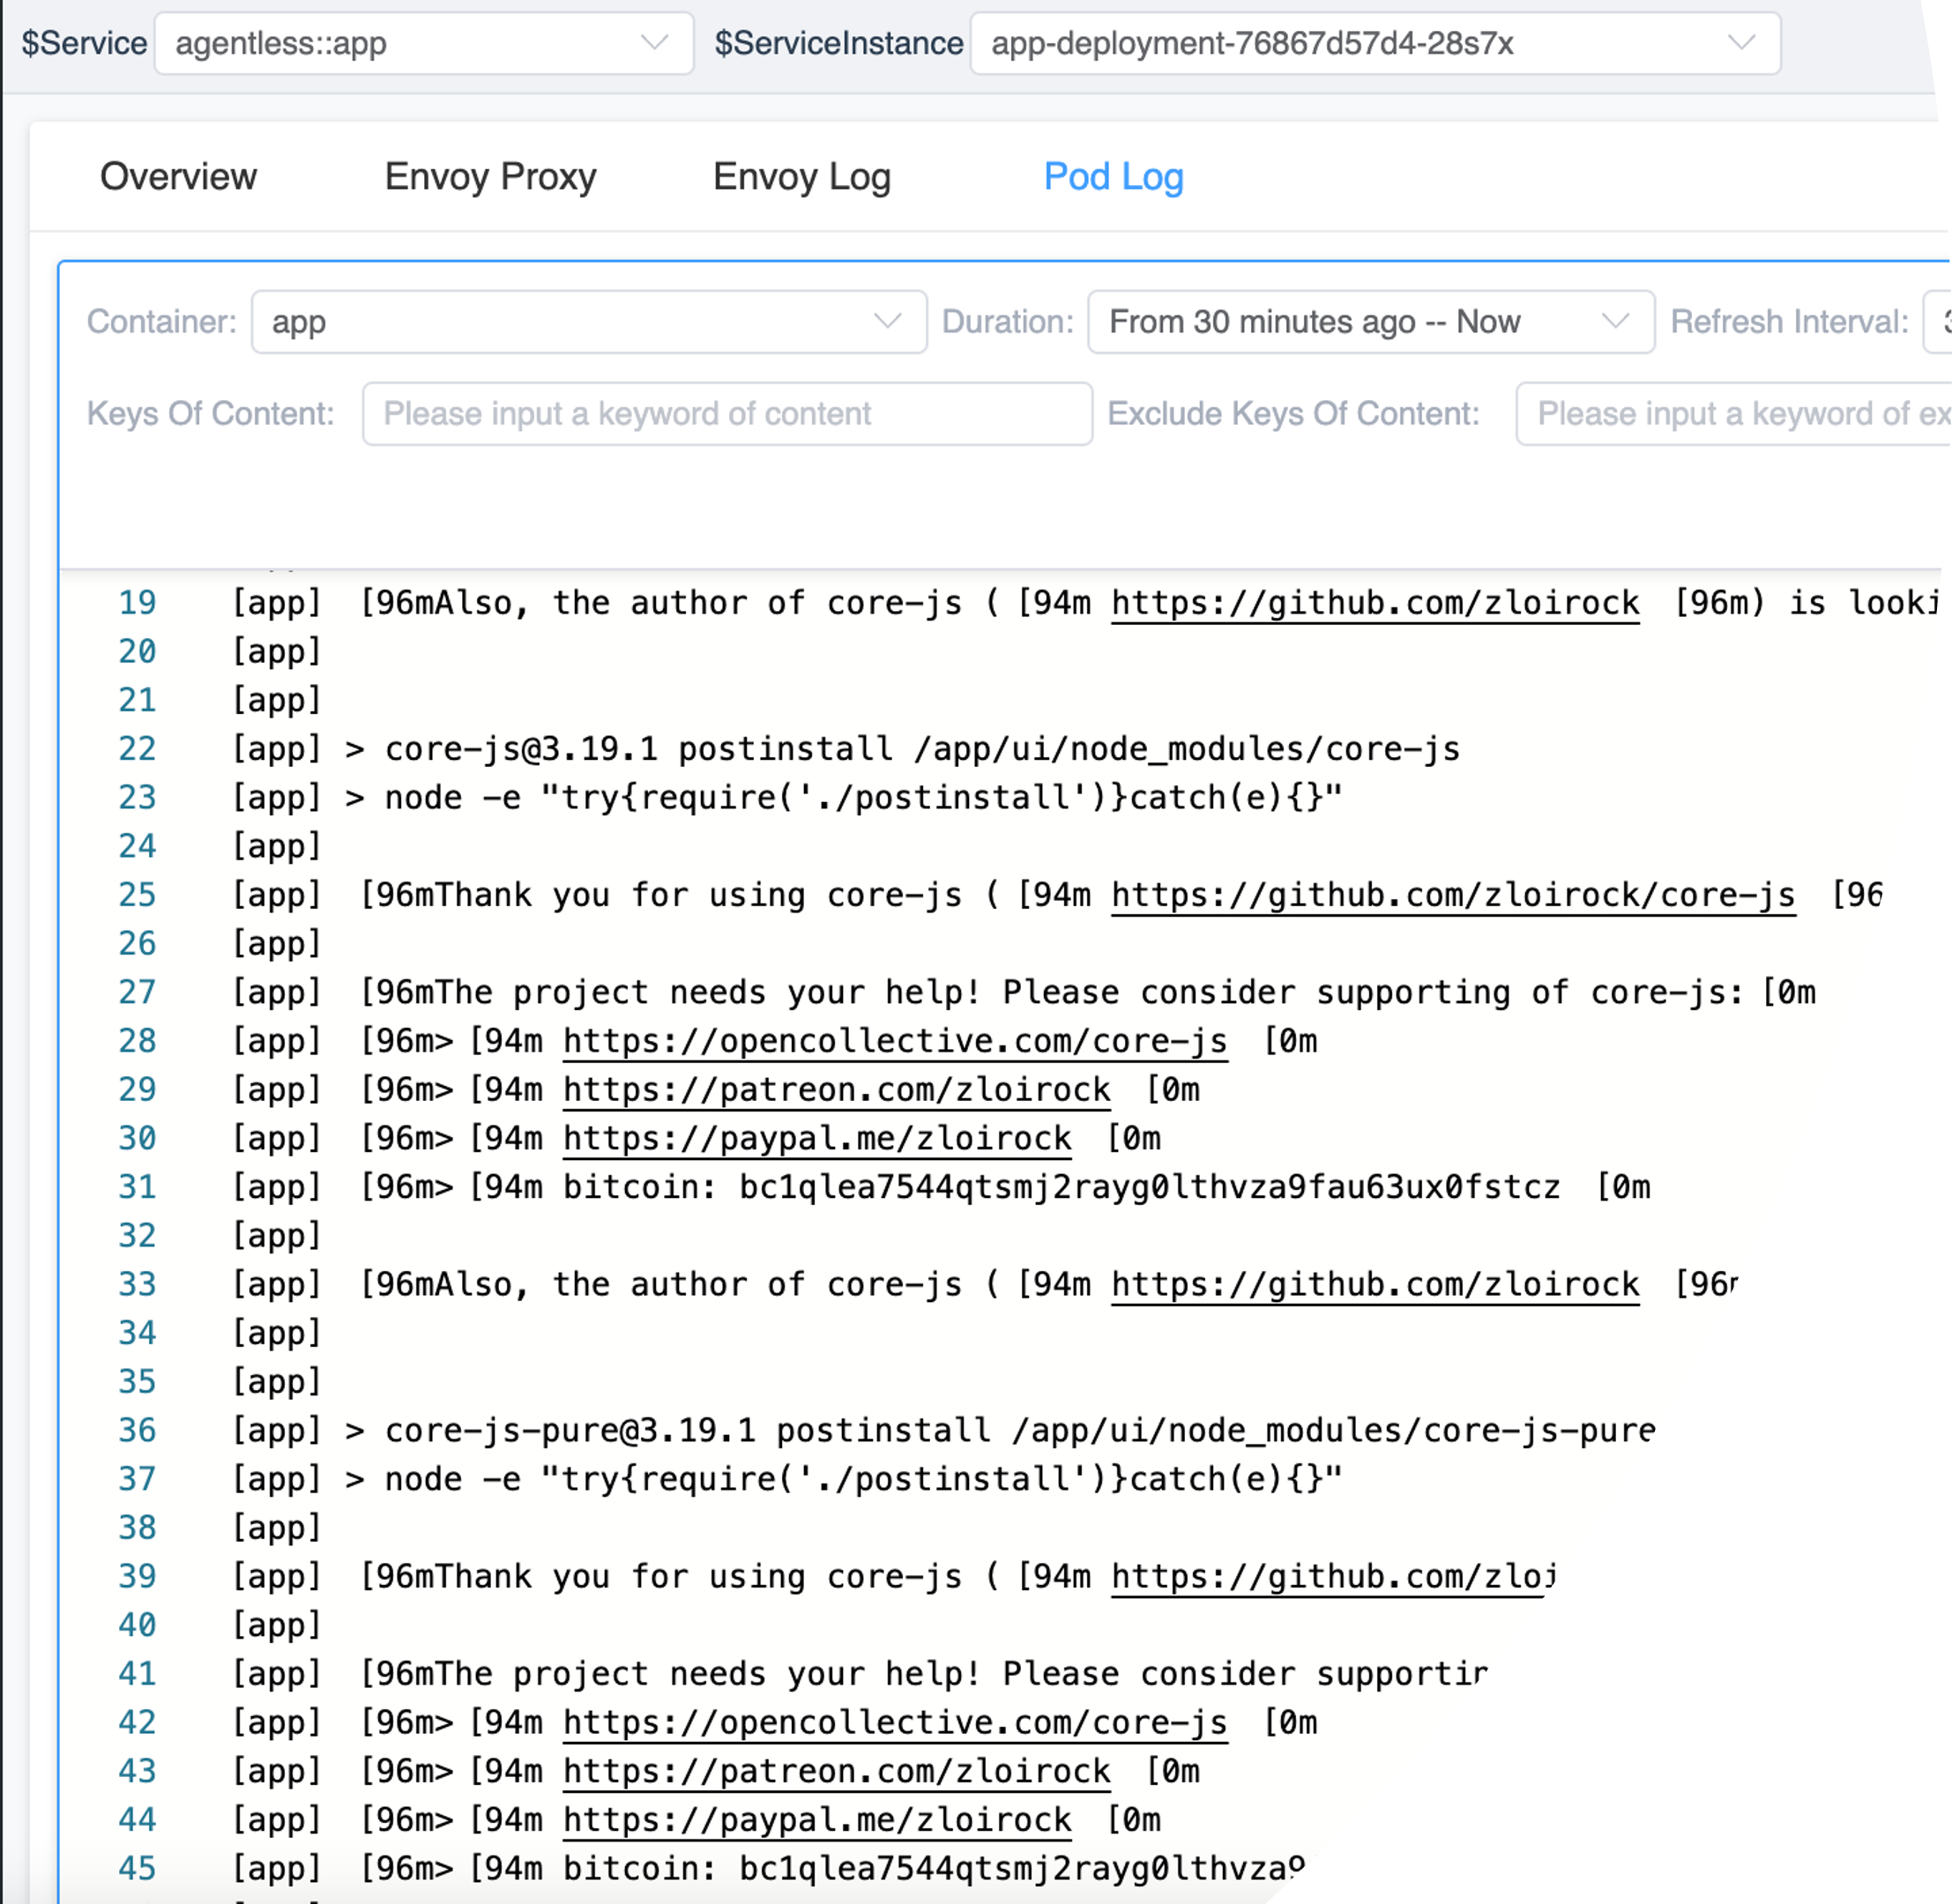 $Service agentless::app $ServiceInstance app-deployment-76867d57d4-28s7x
Overview Envoy Proxy Envoy Log Pod Log
Container: app Duration: From 30 minutes ago -- Now Refresh Interval:
Keys Of Content: Please input a keyword of content Exclude Keys Of Content: Please input a keyword of ex
19 [app] [96mAlso, the author of core-js ( [94m https://github.com/zloirock [96m) is looki
20 [app]
21 [app]
22 [app] > core-js@3.19.1 postinstall /app/ui/node_modules/core-js
23 [app] > node -e "try{require('./postinstall')}catch(e){}"
24 [app]
25 [app] [96mThank you for using core-js ( [94m https://github.com/zloirock/core-js [96
26 [app]
27 [app] [96mThe project needs your help! Please consider supporting of core-js: [0m
28 [app] [96m> [94m https://opencollective.com/core-js [0m
29 [app] [96m> [94m https://patreon.com/zloirock [0m
30 [app] [96m> [94m https://paypal.me/zloirock [0m
31 [app] [96m> [94m bitcoin: bc1qlea7544qtsmj2rayg0lthvza9fau63ux0fstcz [0m
32 [app]
33 [app] [96mAlso, the author of core-js ( [94m https://github.com/zloirock [96
34 [app]
35 [app]
36 [app] > core-js-pure@3.19.1 postinstall /app/ui/node_modules/core-js-pure
37 [app] > node -e "try{require('./postinstall')}catch(e){}"
38 [app]
39 [app] [96mThank you for using core-js ( [94m https://github.com/zloi
40 [app]
41 [app] [96mThe project needs your help! Please consider supportin
42 [app] [96m> [94m https://opencollective.com/core-js [0m
43 [app] [96m> [94m https://patreon.com/zloirock [0m
44 [app] [96m> [94m https://paypal.me/zloirock [0m
45 [app] [96m> [94m bitcoin: bc1qlea7544qtsmj2rayg0lthvza9